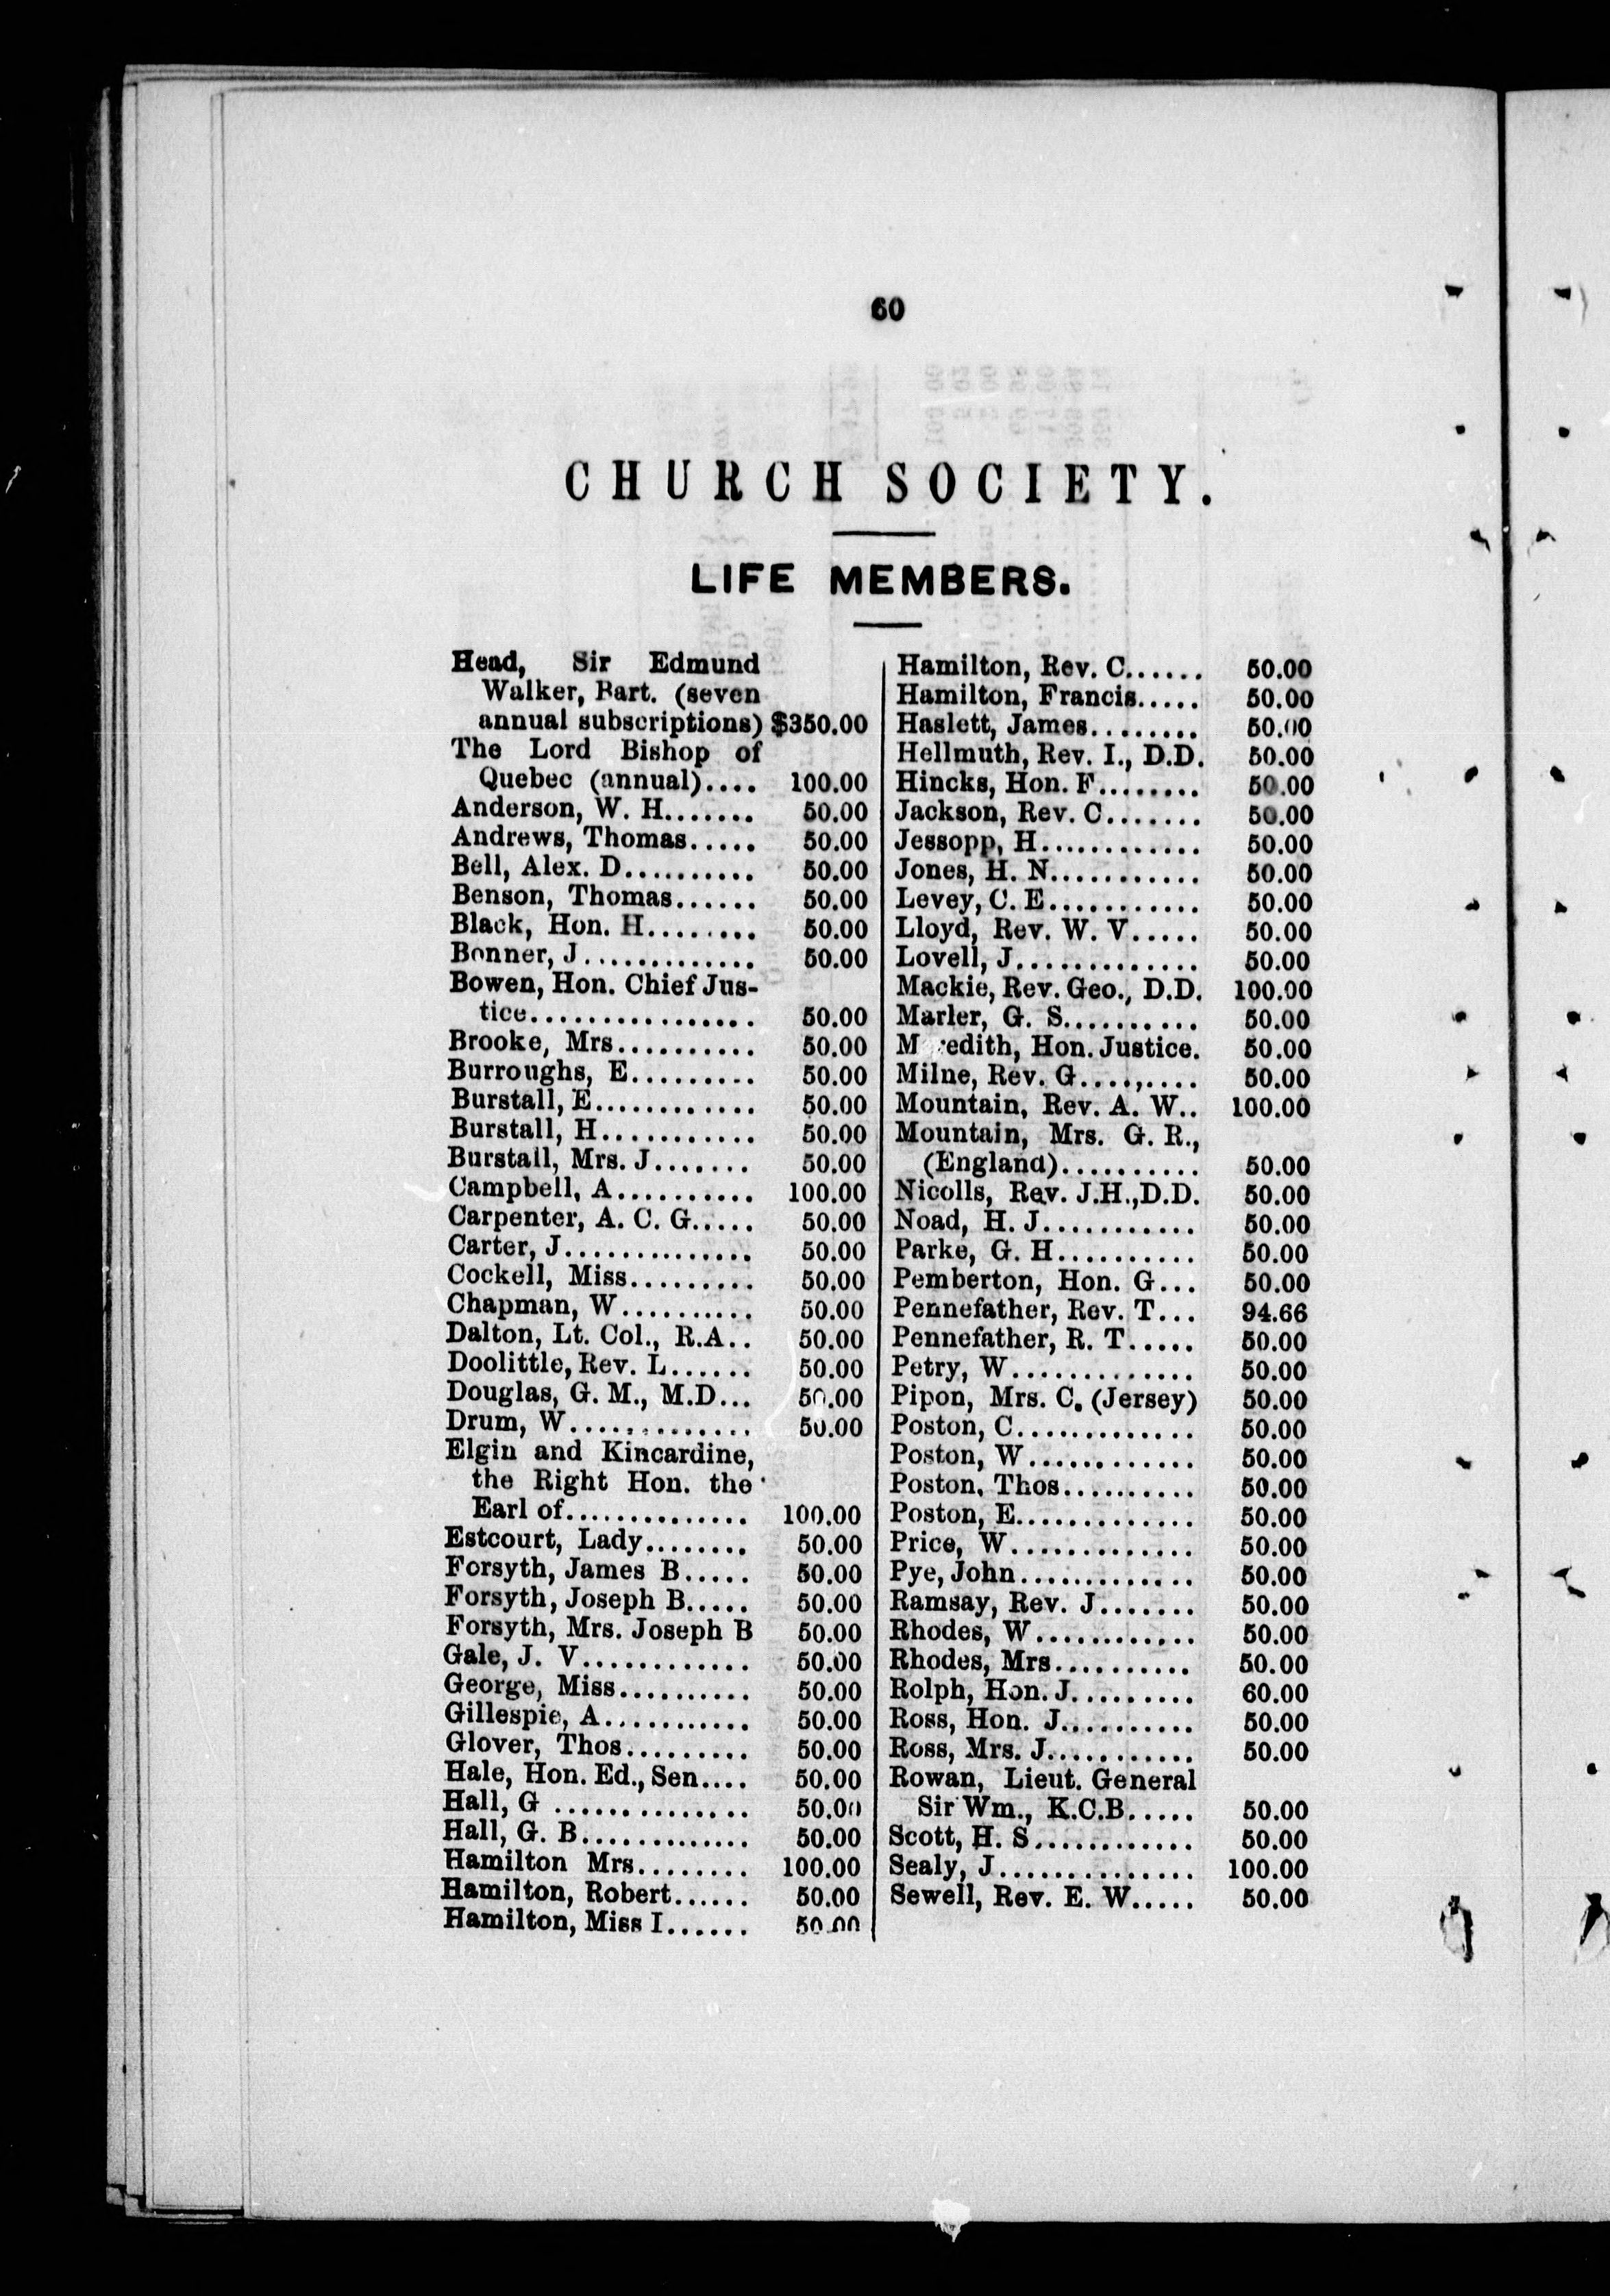 60
CHURCH SOCIETY.
LIFE MEMBERS.
Head, Sir Edmund
Walker, Bart. (seven
annual subscriptions) $350.00
The Lord Bishop of
Quebec (annual).... 100.00
Anderson, W. H....... 50.00
Andrews, Thomas..... 50.00
Bell, Alex. D.......... 50.00
Benson, Thomas...... 50.00
Black, Hon. H........ 50.00
Bonner, J............. 50.00
Bowen, Hon. Chief Jus-
tice................ 50.00
Brooke, Mrs.......... 50.00
Burroughs, E......... 50.00
Burstall, E............ 50.00
Burstall, H........... 50.00
Burstall, Mrs. J....... 50.00
Campbell, A.......... 100.00
Carpenter, A. C. G..... 50.00
Carter, J.............. 50.00
Cockell, Miss......... 50.00
Chapman, W.......... 50.00
Dalton, Lt. Col., R.A.. 50.00
Doolittle, Rev. L...... 50.00
Douglas, G. M., M.D... 50.00
Drum, W............. 50.00
Elgin and Kincardine,
the Right Hon. the
Earl of.............. 100.00
Estcourt, Lady........ 50.00
Forsyth, James B..... 50.00
Forsyth, Joseph B..... 50.00
Forsyth, Mrs. Joseph B 50.00
Gale, J. V............. 50.00
George, Miss.......... 50.00
Gillespie, A............ 50.00
Glover, Thos......... 50.00
Hale, Hon. Ed., Sen.... 50.00
Hall, G .............. 50.00
Hall, G. B............. 50.00
Hamilton Mrs........ 100.00
Hamilton, Robert...... 50.00
Hamilton, Miss I...... 50.00
Hamilton, Rev. C...... 50.00
Hamilton, Francis..... 50.00
Haslett, James........ 50.00
Hellmuth, Rev. I., D.D. 50.00
Hincks, Hon. F........ 50.00
Jackson, Rev. C....... 50.00
Jessopp, H............ 50.00
Jones, H. N........... 50.00
Levey, C. E........... 50.00
Lloyd, Rev. W. V..... 50.00
Lovell, J.............. 50.00
Mackie, Rev. Geo., D.D. 100.00
Marler, G. S.......... 50.00
M redith, Hon. Justice. 50.00
Milne, Rev. G....,.... 50.00
Mountain, Rev. A. W.. 100.00
Mountain, Mrs. G. R.,
(England).......... 50.00
Nicolls, Rev. J.H.,D.D. 50.00
Noad, H. J........... 50.00
Parke, G. H.......... 50.00
Pemberton, Hon. G... 50.00
Pennefather, Rev. T... 94.66
Pennefather, R. T..... 50.00
Petry, W............. 50.00
Pipon, Mrs. C. (Jersey) 50.00
Poston, C............. 50.00
Poston, W............ 50.00
Poston, Thos.......... 50.00
Poston, E............. 50.00
Price, W............. 50.00
Pye, John............. 50.00
Ramsay, Rev. J....... 50.00
Rhodes, W............ 50.00
Rhodes, Mrs.......... 50.00
Rolph, Hon. J......... 60.00
Ross, Hon. J.......... 50.00
Ross, Mrs. J........... 50.00
Rowan, Lieut. General
Sir Wm., K.C.B..... 50.00
Scott, H. S............ 50.00
Sealy, J............... 100.00
Sewell, Rev. E. W..... 50.00